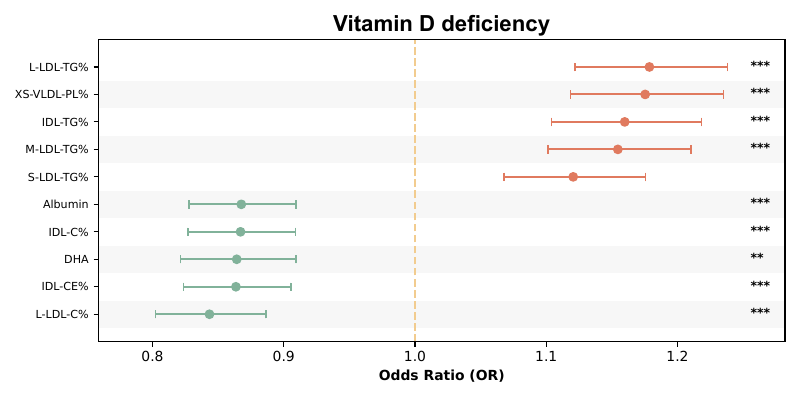 Vitamin D deficiency
L-LDL-TG% ***
XS-VLDL-PL% ***
IDL-TG% ***
M-LDL-TG% ***
S-LDL-TG%
Albumin ***
IDL-C% ***
DHA **
IDL-CE% ***
L-LDL-C% ***
0.8 0.9 1.0 1.1 1.2
Odds Ratio (OR)